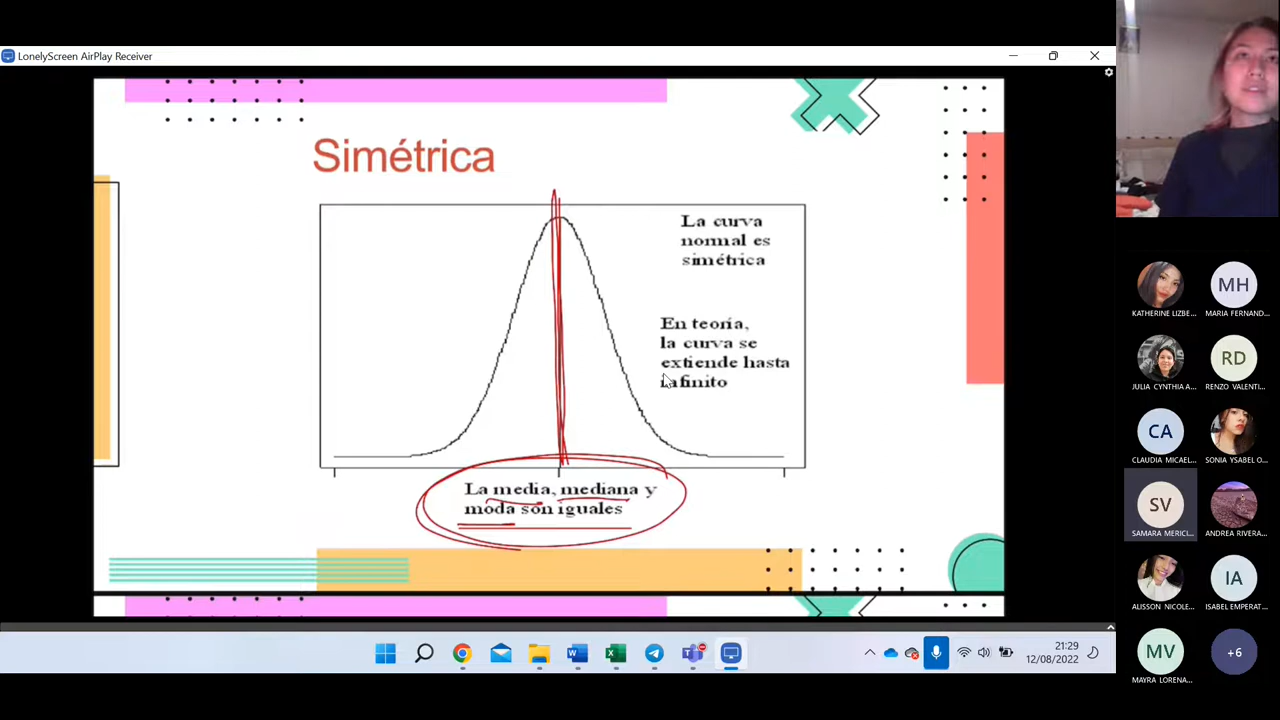 LonelyScreen AirPlay Receiver
Simétrica
La curva
normal es
simétrica
En teoría,
la curva se
extiende hasta
infinito
La media, mediana y
moda son iguales
KATHERINE LIZBE...
MH
MARIA FERNAND...
JULIA CYNTHIA A...
RD
RENZO VALENTI...
CA
CLAUDIA MICAEL...
SONIA YSABEL O...
SV
SAMARA MERICI...
ANDREA RIVERA...
ALISSON NICOLE...
IA
ISABEL EMPERAT...
MV
MAYRA LORENA...
+6
21:29
12/08/2022